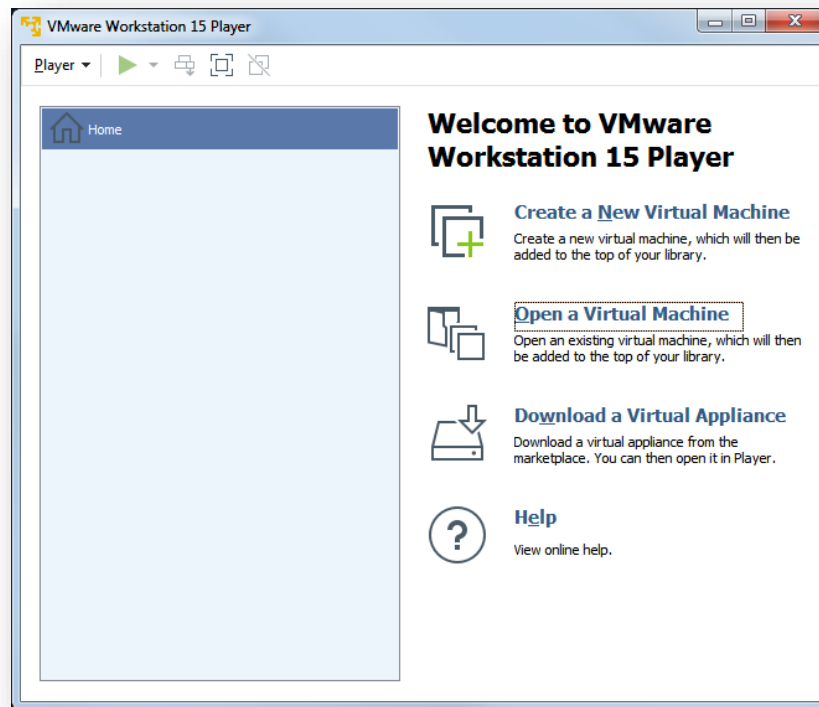 VMware Workstation 15 Player
Player
Home
Welcome to VMware
Workstation 15 Player
Create a New Virtual Machine
Create a new virtual machine, which will then be
added to the top of your library.
Open a Virtual Machine
Open an existing virtual machine, which will then
be added to the top of your library.
Download a Virtual Appliance
Download a virtual appliance from the
marketplace. You can then open it in Player.
?
Help
View online help.